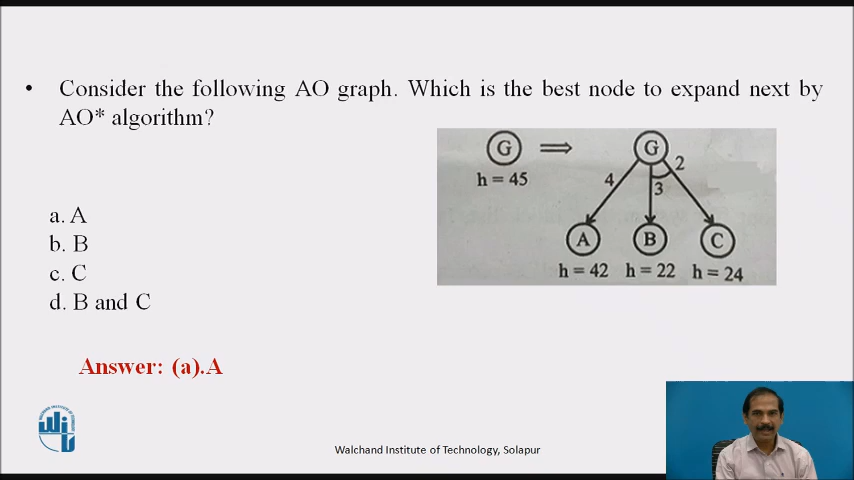 • Consider the following AO graph. Which is the best node to expand next by
AO* algorithm?
G ⇒ G
h = 45
4 3 2
A B C
h = 42 h = 22 h = 24
a. A
b. B
c. C
d. B and C
Answer: (a).A
Walchand Institute of Technology, Solapur